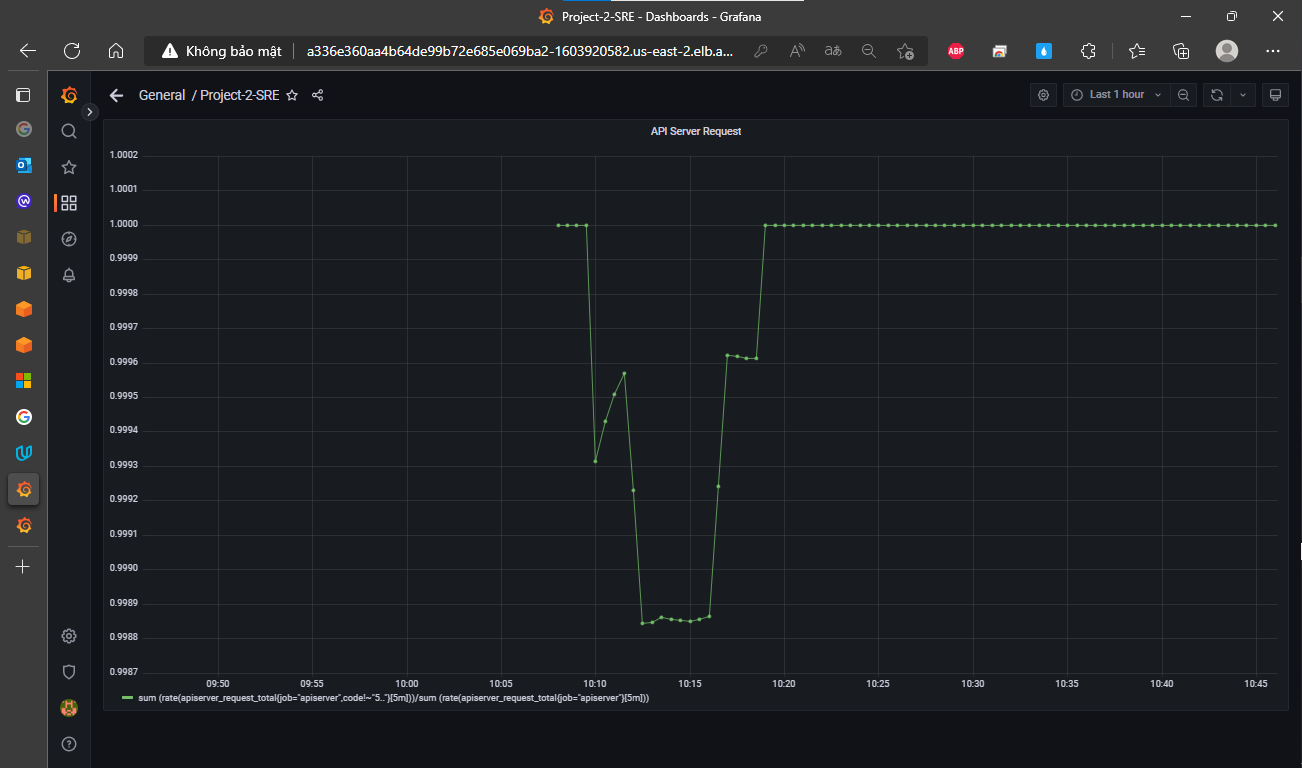 Project-2-SRE - Dashboards - Grafana
Không bảo mật
a336e360aa4b64de99b72e685e069ba2-1603920582.us-east-2.elb.a...
ABP
General / Project-2-SRE
Last 1 hour
API Server Request
1.0002
1.0001
1.0000
0.9999
0.9998
0.9997
0.9996
0.9995
0.9994
0.9993
0.9992
0.9991
0.9990
0.9989
0.9988
0.9987
09:50 09:55 10:00 10:05 10:10 10:15 10:20 10:25 10:30 10:35 10:40 10:45
sum (rate(apiserver_request_total{job="apiserver",code!~"5.."}[5m]))/sum (rate(apiserver_request_total{job="apiserver"}[5m]))